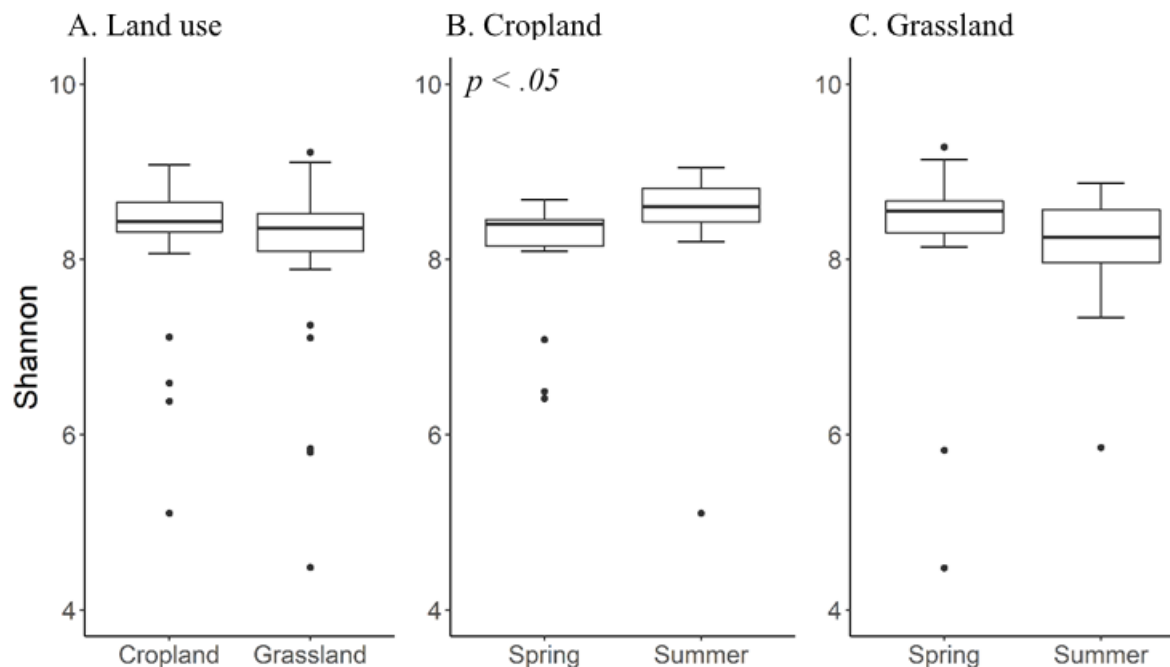 A. Land use
B. Cropland
C. Grassland
Shannon
10
8
6
4
Cropland Grassland
p < .05
10
8
6
4
Spring Summer
10
8
6
4
Spring Summer